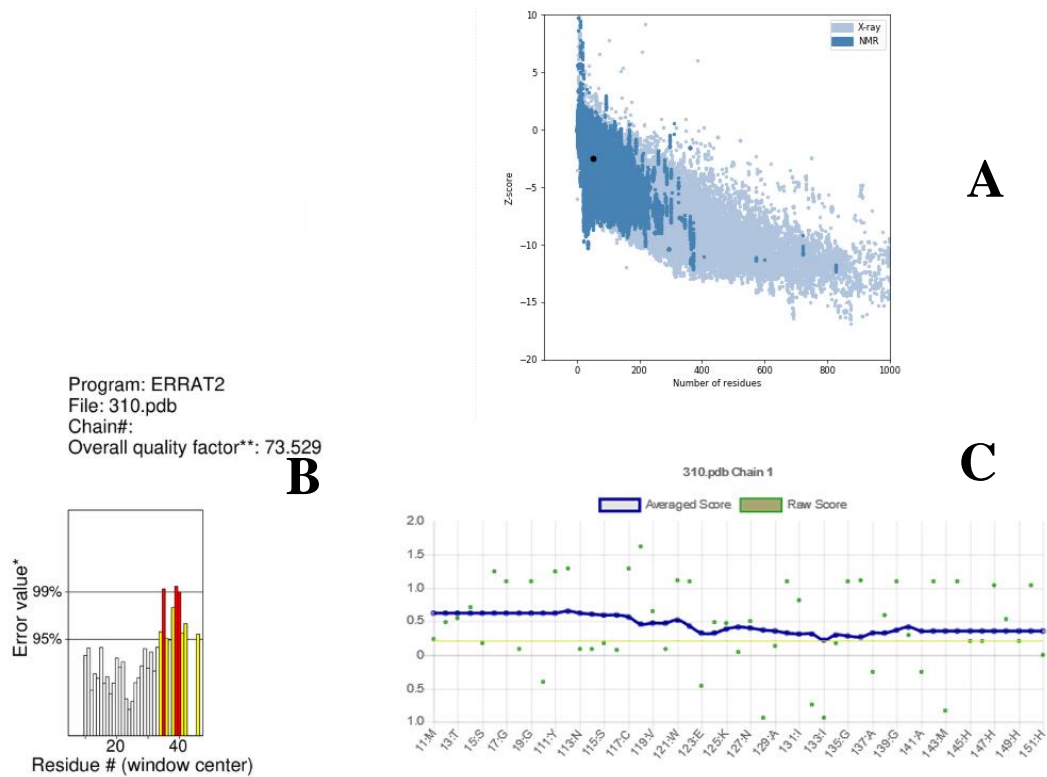 10
5
0
−5
−10
−15
−20
Z-score
X-ray
NMR
0
200
400
600
800
1000
Number of residues
A
Program: ERRAT2
File: 310.pdb
Chain#:
Overall quality factor**: 73.529
B
Error value*
99%
95%
20
40
Residue # (window center)
C
310.pdb Chain 1
Averaged Score
Raw Score
2.0
1.5
1.0
0.5
0
0.5
1.0
11:M
13:T
15:S
17:G
19:G
111:Y
113:N
115:S
117:C
119:V
121:W
123:E
125:K
127:N
129:A
131:I
133:I
135:G
137:A
139:G
141:A
143:M
145:H
147:H
149:H
151:H